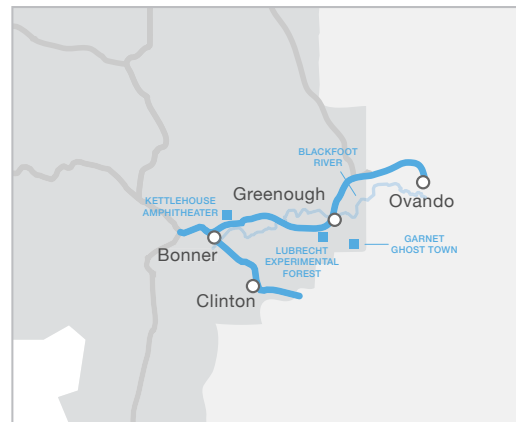 BLACKFOOT
RIVER
KETTLEHOUSE
AMPHITHEATER
Greenough
Ovando
Bonner
LUBRECHT
EXPERIMENTAL
FOREST
GARNET
GHOST TOWN
Clinton